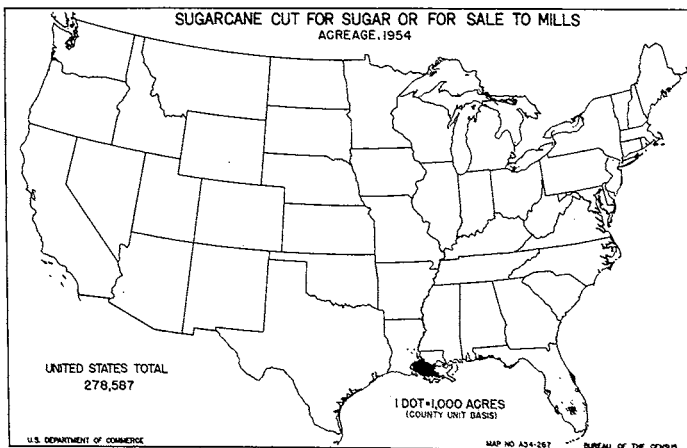 SUGARCANE CUT FOR SUGAR OR FOR SALE TO MILLS
ACREAGE, 1954
UNITED STATES TOTAL
278,587
1 DOT=1,000 ACRES
(COUNTY UNIT BASIS)
U.S. DEPARTMENT OF COMMERCE
MAP NO. A54-267
BUREAU OF THE CENSUS